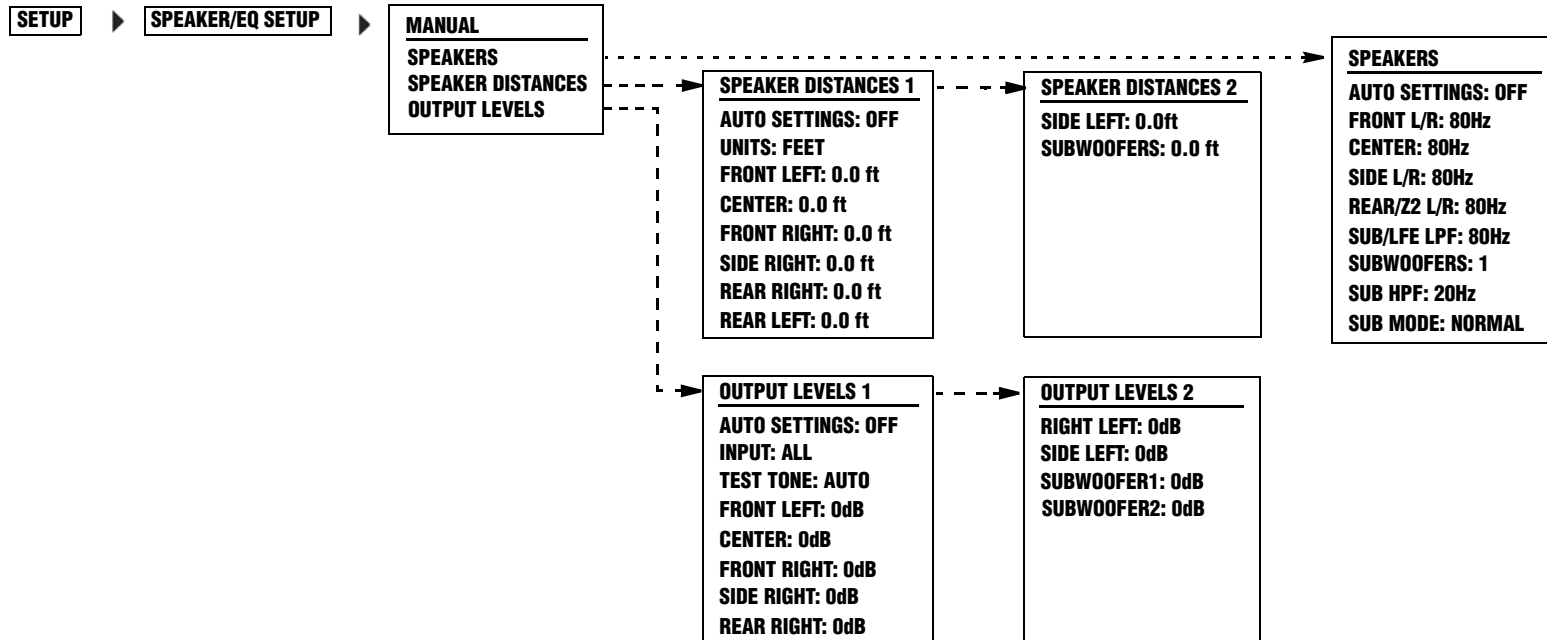 SETUP
SPEAKER/EQ SETUP
MANUAL
SPEAKERS
SPEAKER DISTANCES
OUTPUT LEVELS
SPEAKER DISTANCES 1
AUTO SETTINGS: OFF
UNITS: FEET
FRONT LEFT: 0.0 ft
CENTER: 0.0 ft
FRONT RIGHT: 0.0 ft
SIDE RIGHT: 0.0 ft
REAR RIGHT: 0.0 ft
REAR LEFT: 0.0 ft
SPEAKER DISTANCES 2
SIDE LEFT: 0.0ft
SUBWOOFERS: 0.0 ft
SPEAKERS
AUTO SETTINGS: OFF
FRONT L/R: 80Hz
CENTER: 80Hz
SIDE L/R: 80Hz
REAR/Z2 L/R: 80Hz
SUB/LFE LPF: 80Hz
SUBWOOFERS: 1
SUB HPF: 20Hz
SUB MODE: NORMAL
OUTPUT LEVELS 1
AUTO SETTINGS: OFF
INPUT: ALL
TEST TONE: AUTO
FRONT LEFT: 0dB
CENTER: 0dB
FRONT RIGHT: 0dB
SIDE RIGHT: 0dB
REAR RIGHT: 0dB
OUTPUT LEVELS 2
RIGHT LEFT: 0dB
SIDE LEFT: 0dB
SUBWOOFER1: 0dB
SUBWOOFER2: 0dB